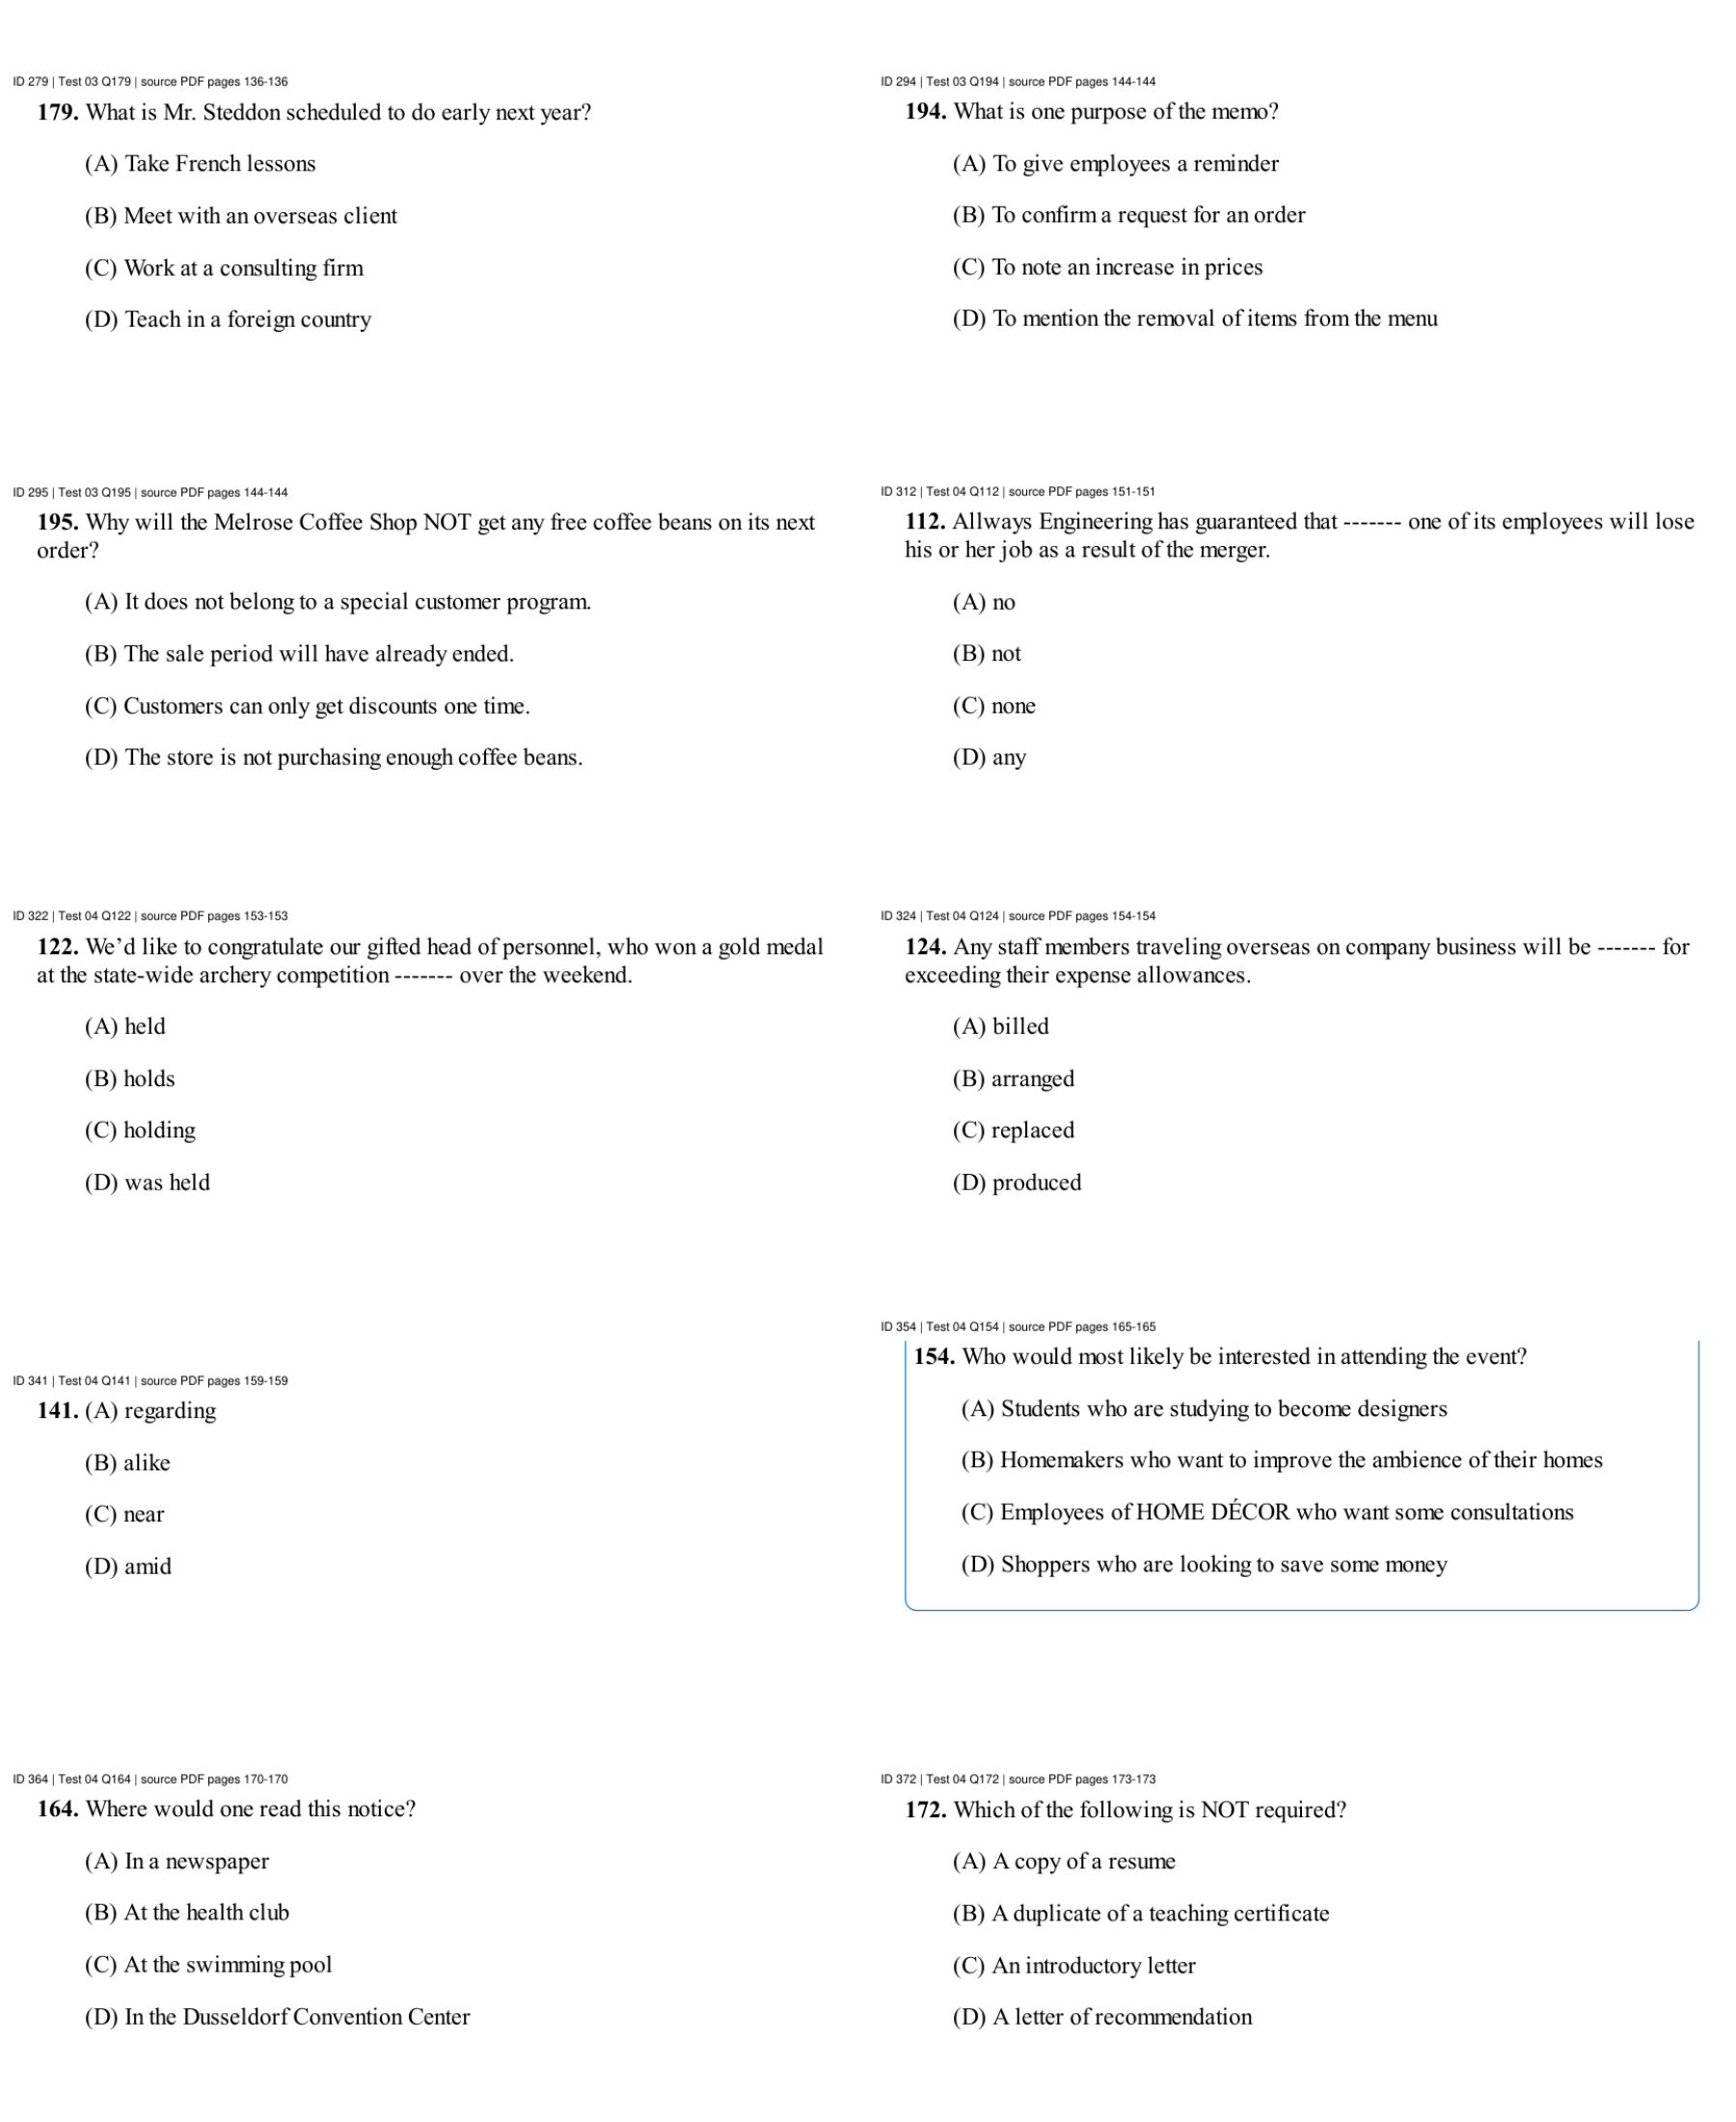 ID 279 | Test 03 Q179 | source PDF pages 136-136
179. What is Mr. Steddon scheduled to do early next year?
(A) Take French lessons
(B) Meet with an overseas client
(C) Work at a consulting firm
(D) Teach in a foreign country
ID 294 | Test 03 Q194 | source PDF pages 144-144
194. What is one purpose of the memo?
(A) To give employees a reminder
(B) To confirm a request for an order
(C) To note an increase in prices
(D) To mention the removal of items from the menu
ID 295 | Test 03 Q195 | source PDF pages 144-144
195. Why will the Melrose Coffee Shop NOT get any free coffee beans on its next
order?
(A) It does not belong to a special customer program.
(B) The sale period will have already ended.
(C) Customers can only get discounts one time.
(D) The store is not purchasing enough coffee beans.
ID 312 | Test 04 Q112 | source PDF pages 151-151
112. Allways Engineering has guaranteed that ------- one of its employees will lose
his or her job as a result of the merger.
(A) no
(B) not
(C) none
(D) any
ID 322 | Test 04 Q122 | source PDF pages 153-153
122. We’d like to congratulate our gifted head of personnel, who won a gold medal
at the state-wide archery competition ------- over the weekend.
(A) held
(B) holds
(C) holding
(D) was held
ID 324 | Test 04 Q124 | source PDF pages 154-154
124. Any staff members traveling overseas on company business will be ------- for
exceeding their expense allowances.
(A) billed
(B) arranged
(C) replaced
(D) produced
ID 341 | Test 04 Q141 | source PDF pages 159-159
141. (A) regarding
(B) alike
(C) near
(D) amid
ID 354 | Test 04 Q154 | source PDF pages 165-165
154. Who would most likely be interested in attending the event?
(A) Students who are studying to become designers
(B) Homemakers who want to improve the ambience of their homes
(C) Employees of HOME DÉCOR who want some consultations
(D) Shoppers who are looking to save some money
ID 364 | Test 04 Q164 | source PDF pages 170-170
164. Where would one read this notice?
(A) In a newspaper
(B) At the health club
(C) At the swimming pool
(D) In the Dusseldorf Convention Center
ID 372 | Test 04 Q172 | source PDF pages 173-173
172. Which of the following is NOT required?
(A) A copy of a resume
(B) A duplicate of a teaching certificate
(C) An introductory letter
(D) A letter of recommendation